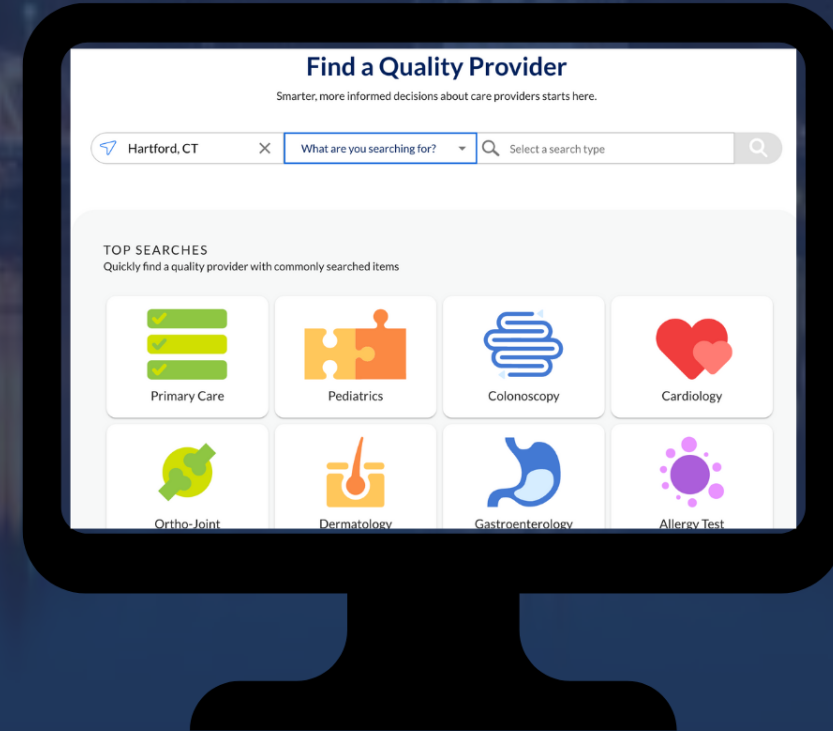 Find a Quality Provider
Smarter, more informed decisions about care providers starts here.
Hartford, CT
What are you searching for?
Select a search type
TOP SEARCHES
Quickly find a quality provider with commonly searched items
Primary Care
Pediatrics
Colonoscopy
Cardiology
Ortho-Joint
Dermatology
Gastroenterology
Allergy Test